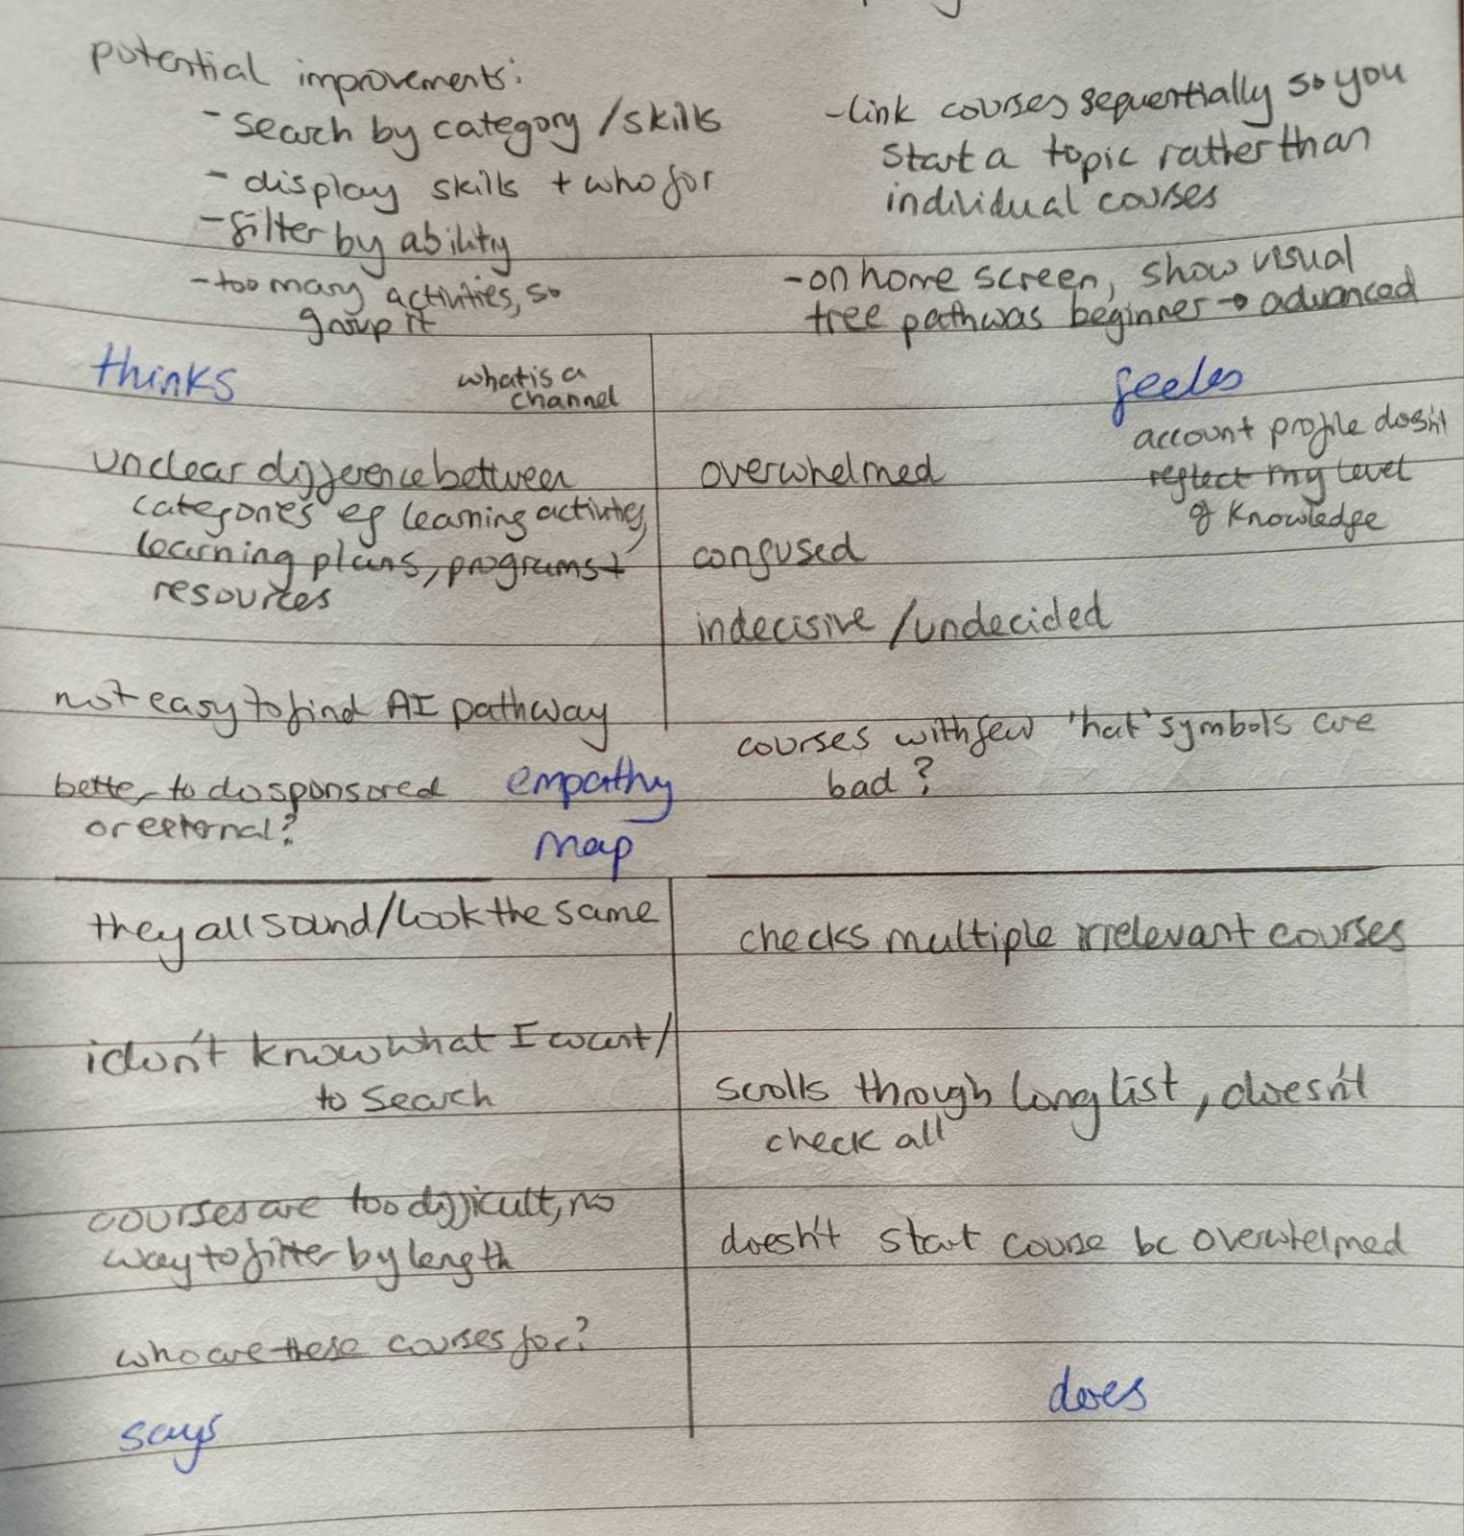 potential improvements:
- search by category / skills
- display skills + who for
- filter by ability
- too many activities, so
group it
- link courses sequentially so you
start a topic rather than
individual courses
- on home screen, show visual
tree pathwas beginner → advanced
thinks
what is a
channel
unclear difference between
categories eg learning activities,
learning plans, programs +
resources
not easy to find AI pathway
better to do sponsored
or external?
feels
account profile doesn't
reflect my level
of knowledge
overwhelmed
confused
indecisive / undecided
courses with few 'hat' symbols are
bad?
empathy
map
they all sound/look the same
i don't know what I want /
to search
courses are too difficult, no
way to filter by length
who are these courses for?
says
checks multiple irrelevant courses
scrolls through long list, doesn't
check all
doesn't start course bc overwhelmed
does